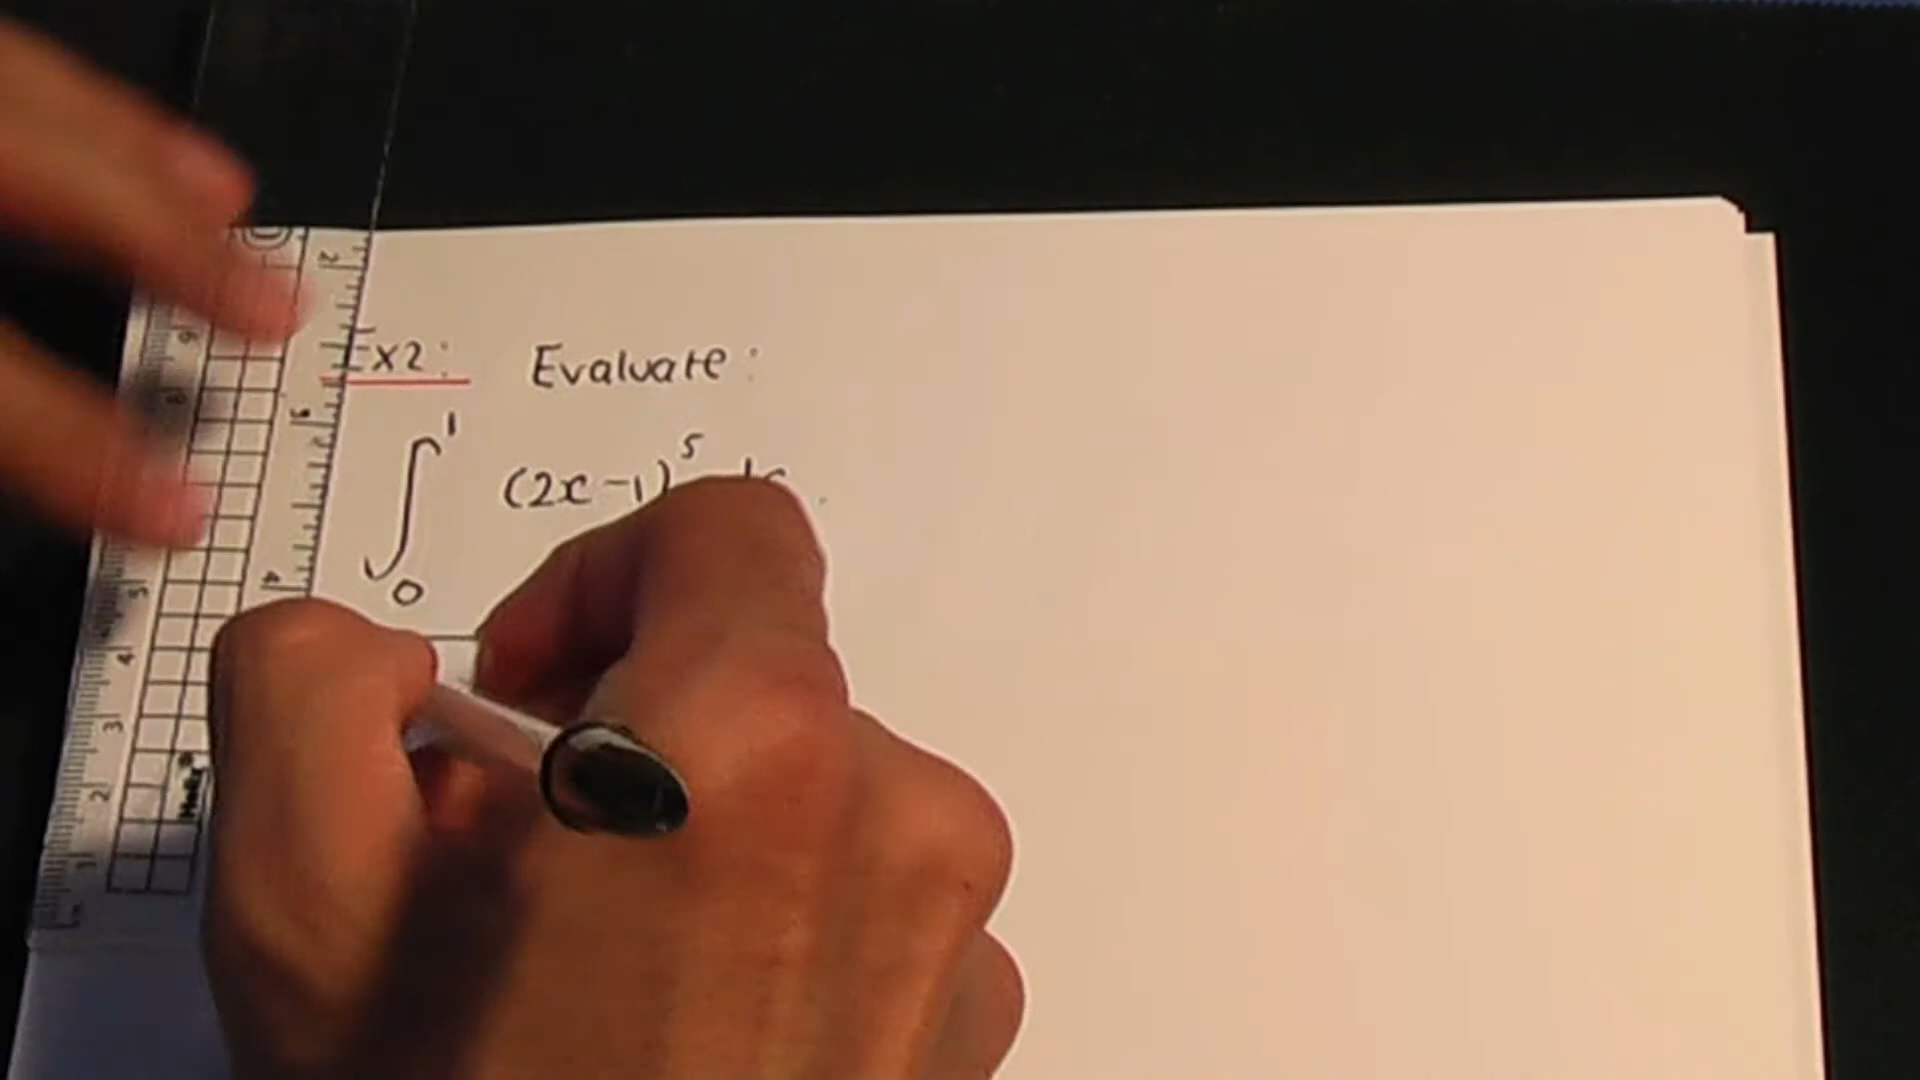 Ex2: Evaluate:
∫₀¹ (2x-1)⁵